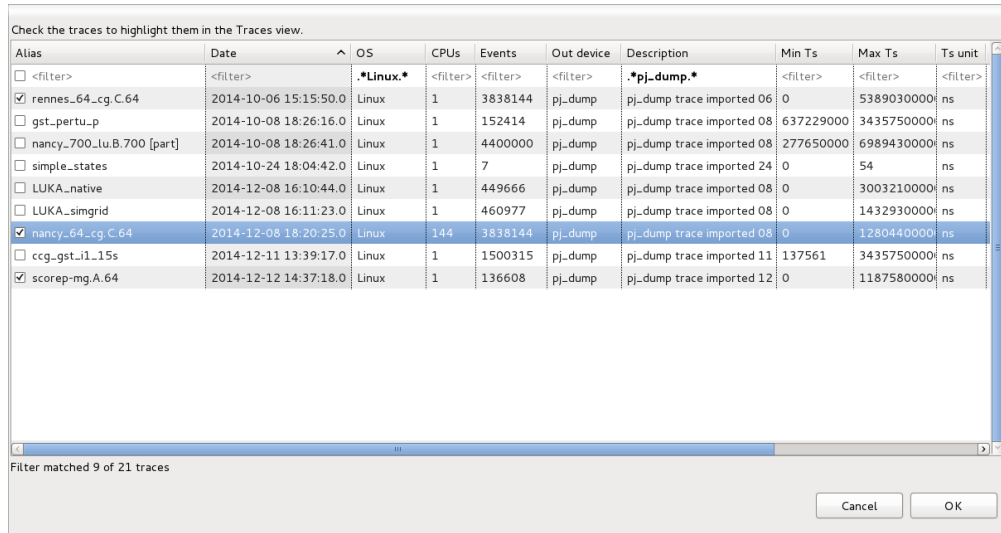 Check the traces to highlight them in the Traces view.
Alias Date OS CPUs Events Out device Description Min Ts Max Ts Ts unit
<filter> <filter> .*Linux.* <filter> <filter> <filter> .*pj_dump.* <filter> <filter> <filter>
rennes_64_cg.C.64 2014-10-06 15:15:50.0 Linux 1 3838144 pj_dump pj_dump trace imported 06 0 5389030000 ns
gst_pertu_p 2014-10-08 18:26:16.0 Linux 1 152414 pj_dump pj_dump trace imported 08 637229000 3435750000 ns
nancy_700_lu.B.700 [part] 2014-10-08 18:26:41.0 Linux 1 4400000 pj_dump pj_dump trace imported 08 277650000 6989430000 ns
simple_states 2014-10-24 18:04:42.0 Linux 1 7 pj_dump pj_dump trace imported 24 0 54 ns
LUKA_native 2014-12-08 16:10:44.0 Linux 1 449666 pj_dump pj_dump trace imported 08 0 3003210000 ns
LUKA_simgrid 2014-12-08 16:11:23.0 Linux 1 460977 pj_dump pj_dump trace imported 08 0 1432930000 ns
nancy_64_cg.C.64 2014-12-08 18:20:25.0 Linux 144 3838144 pj_dump pj_dump trace imported 08 0 1280440000 ns
ccg_gst_i1_15s 2014-12-11 13:39:17.0 Linux 1 1500315 pj_dump pj_dump trace imported 11 137561 3435750000 ns
scorep-mg.A.64 2014-12-12 14:37:18.0 Linux 1 136608 pj_dump pj_dump trace imported 12 0 1187580000 ns
Filter matched 9 of 21 traces
Cancel OK